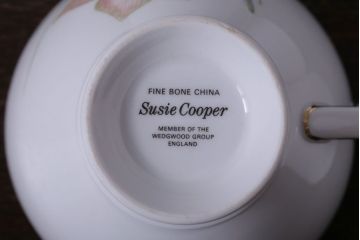 FINE BONE CHINA
Susie Cooper
MEMBER OF THE
WEDGWOOD GROUP
ENGLAND